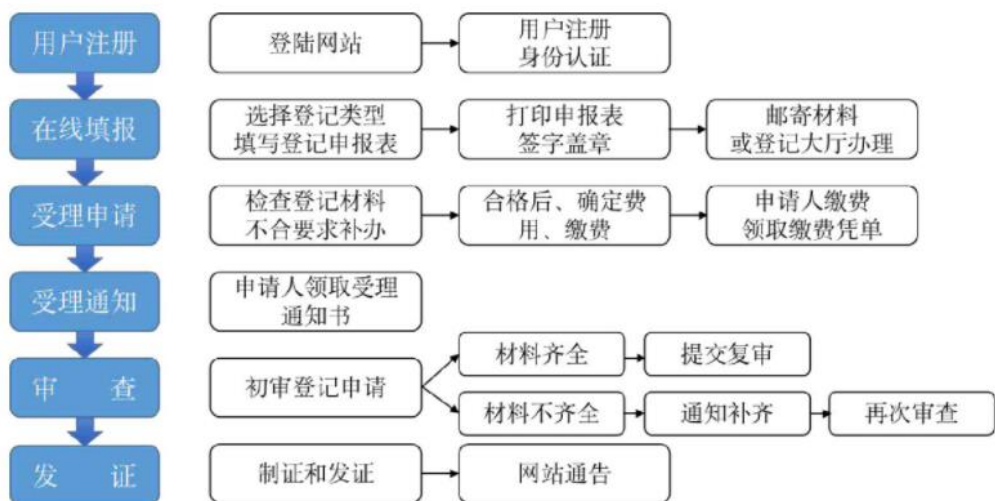 用户注册
登陆网站
用户注册
身份认证
在线填报
选择登记类型
填写登记申报表
打印申报表
签字盖章
邮寄材料
或登记大厅办理
受理申请
检查登记材料
不合要求补办
合格后、确定费
用、缴费
申请人缴费
领取缴费凭单
受理通知
申请人领取受理
通知书
审 查
初审登记申请
材料齐全
提交复审
材料不齐全
通知补齐
再次审查
发 证
制证和发证
网站通告